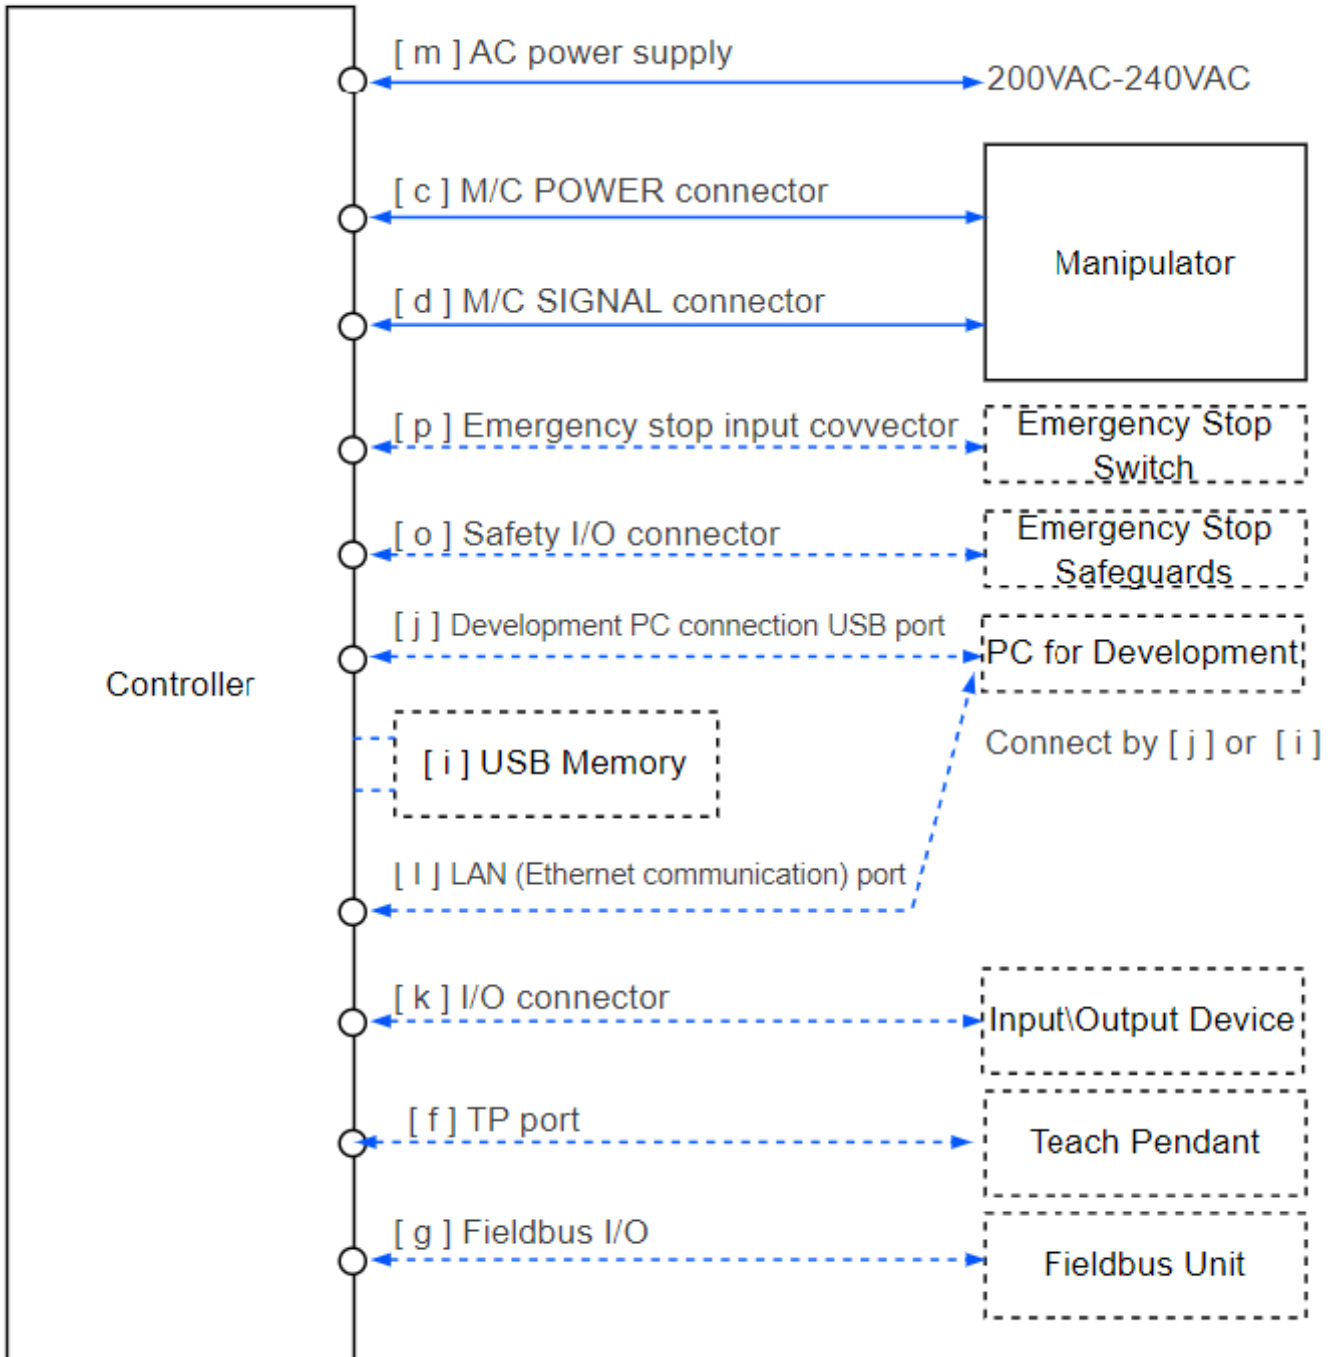 [ m ] AC power supply
200VAC-240VAC
[ c ] M/C POWER connector
Manipulator
[ d ] M/C SIGNAL connector
[ p ] Emergency stop input covvector
Emergency Stop
Switch
[ o ] Safety I/O connector
Emergency Stop
Safeguards
[ j ] Development PC connection USB port
PC for Development
Controller
Connect by [ j ] or [ i ]
[ i ] USB Memory
[ l ] LAN (Ethernet communication) port
[ k ] I/O connector
Input\Output Device
[ f ] TP port
Teach Pendant
[ g ] Fieldbus I/O
Fieldbus Unit